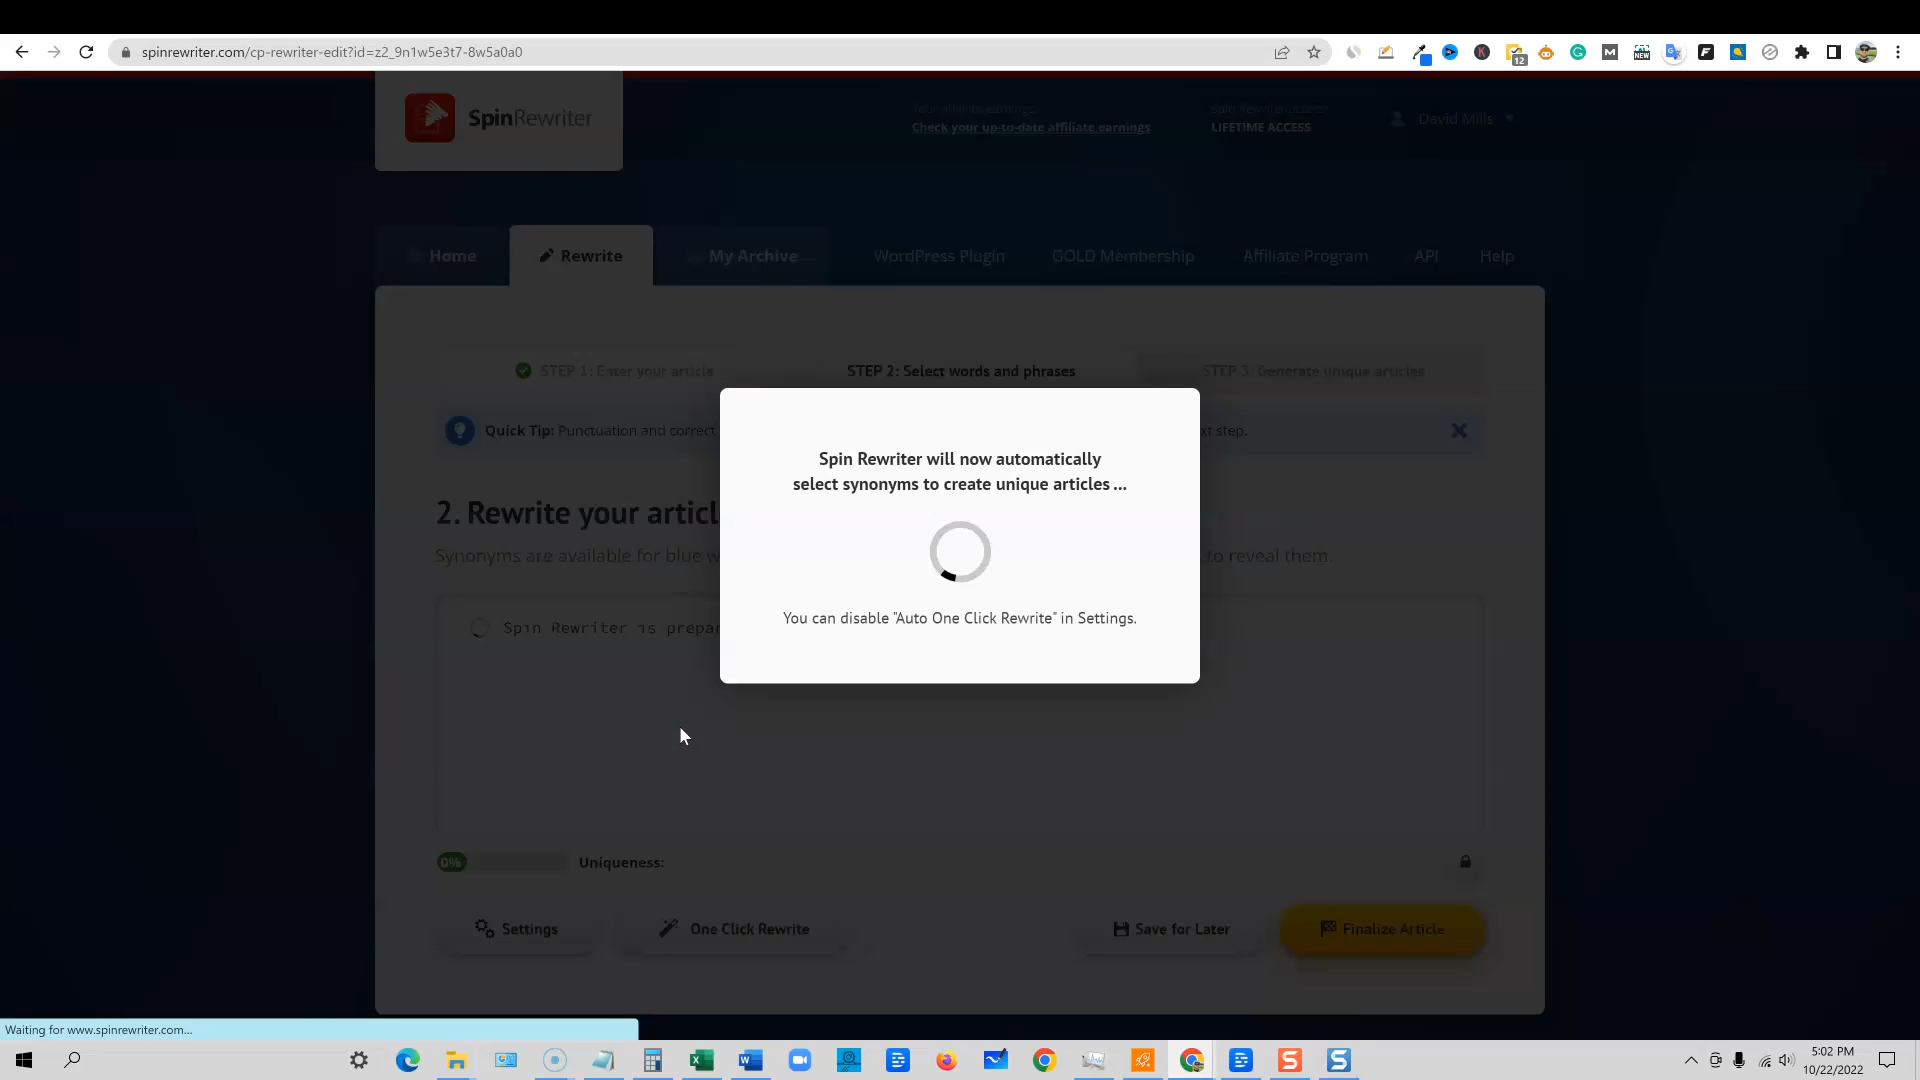 spinrewriter.com/cp-rewriter-edit?id=z2_9n1w5e3t7-8w5a0a0
12
NEW
SpinRewriter
Check your up-to-date affiliate earnings
LIFETIME ACCESS
David Mills
Home
Rewrite
My Archive
WordPress Plugin
GOLD Membership
Affiliate Program
API
Help
STEP 1: Enter your article
STEP 2: Select words and phrases
STEP 3: Generate unique articles
Quick Tip: Punctuation and correct
xt step.
Spin Rewriter will now automatically
select synonyms to create unique articles ...
You can disable "Auto One Click Rewrite" in Settings.
2. Rewrite your articl
Synonyms are available for blue w
to reveal them.
Spin Rewriter is prepa
0%
Uniqueness:
Settings
One Click Rewrite
Save for Later
Finalize Article
Waiting for www.spinrewriter.com...
5:02 PM
10/22/2022